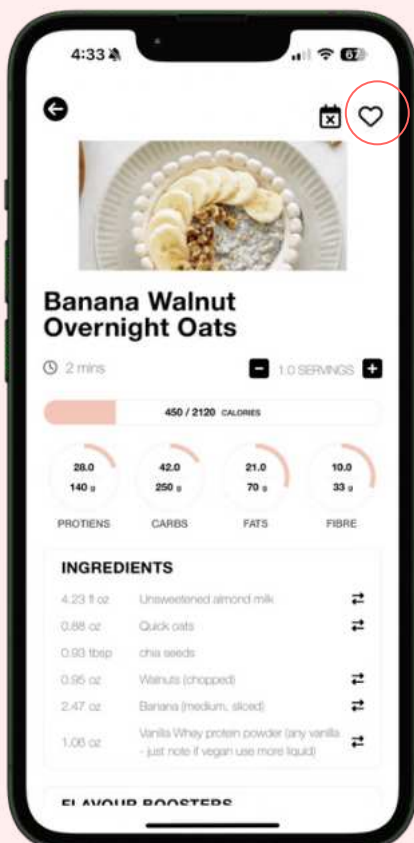 4:33
67
Banana Walnut
Overnight Oats
2 mins
1.0 SERVINGS
450 / 2120 CALORIES
28.0 42.0 21.0 10.0
140 g 250 g 70 g 33 g
PROTIENS CARBS FATS FIBRE
INGREDIENTS
4.23 fl oz Unsweetened almond milk
0.88 oz Quick oats
0.93 tbsp chia seeds
0.95 oz Walnuts (chopped)
2.47 oz Banana (medium, sliced)
1.06 oz Vanilla Whey protein powder (any vanilla
- just note if vegan use more liquid)
FLAVOUR BOOSTERS